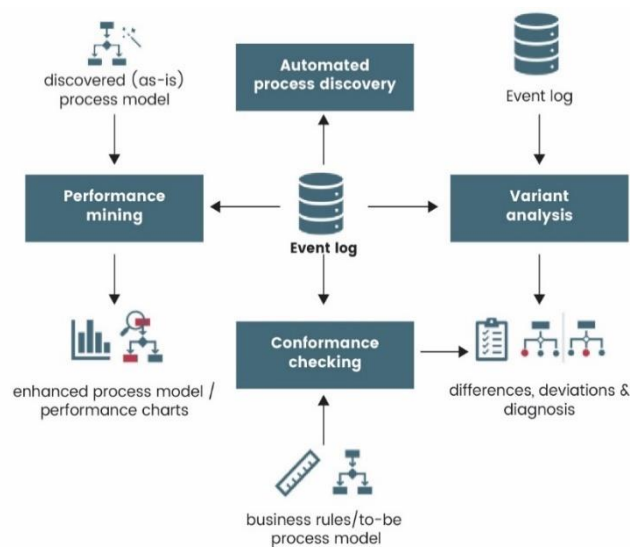 discovered (as-is)
process model
Automated
process discovery
Event log
Performance
mining
Event log
Variant
analysis
Conformance
checking
enhanced process model /
performance charts
differences, deviations &
diagnosis
business rules/to-be
process model